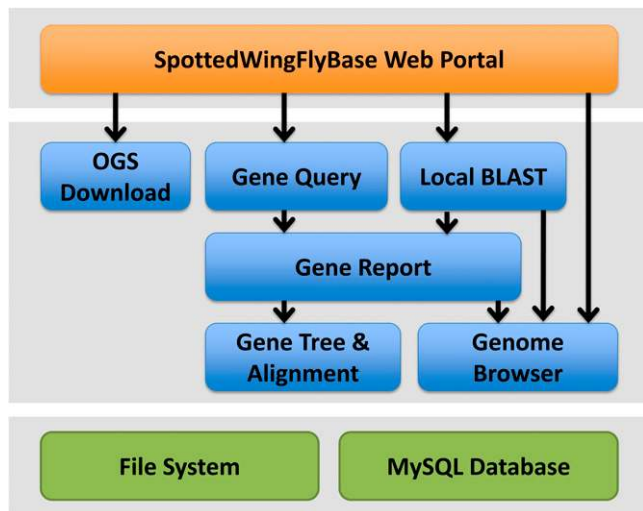 SpottedWingFlyBase Web Portal
OGS
Download
Gene Query
Local BLAST
Gene Report
Gene Tree &
Alignment
Genome
Browser
File System
MySQL Database